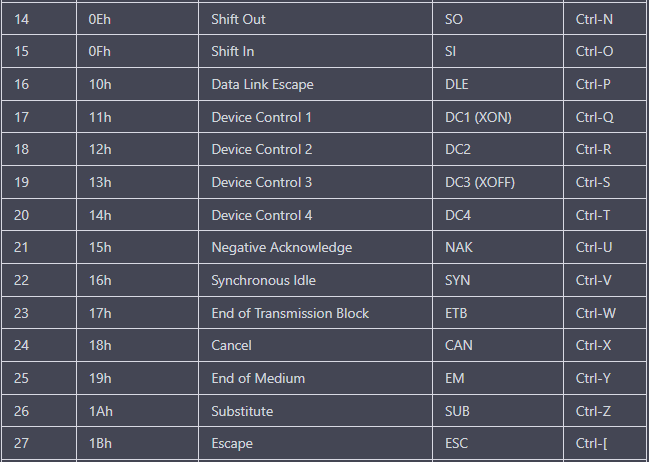 14 0Eh Shift Out SO Ctrl-N
15 0Fh Shift In SI Ctrl-O
16 10h Data Link Escape DLE Ctrl-P
17 11h Device Control 1 DC1 (XON) Ctrl-Q
18 12h Device Control 2 DC2 Ctrl-R
19 13h Device Control 3 DC3 (XOFF) Ctrl-S
20 14h Device Control 4 DC4 Ctrl-T
21 15h Negative Acknowledge NAK Ctrl-U
22 16h Synchronous Idle SYN Ctrl-V
23 17h End of Transmission Block ETB Ctrl-W
24 18h Cancel CAN Ctrl-X
25 19h End of Medium EM Ctrl-Y
26 1Ah Substitute SUB Ctrl-Z
27 1Bh Escape ESC Ctrl-[